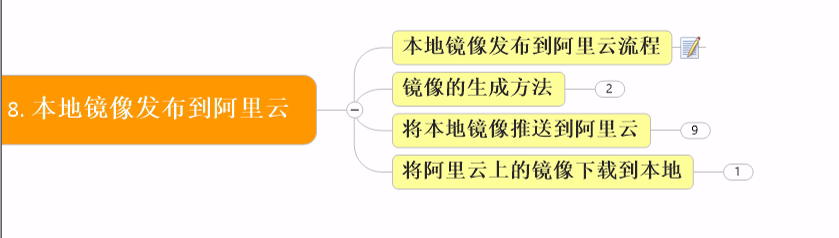 8. 本地镜像发布到阿里云
本地镜像发布到阿里云流程
镜像的生成方法
2
将本地镜像推送到阿里云
9
将阿里云上的镜像下载到本地
1